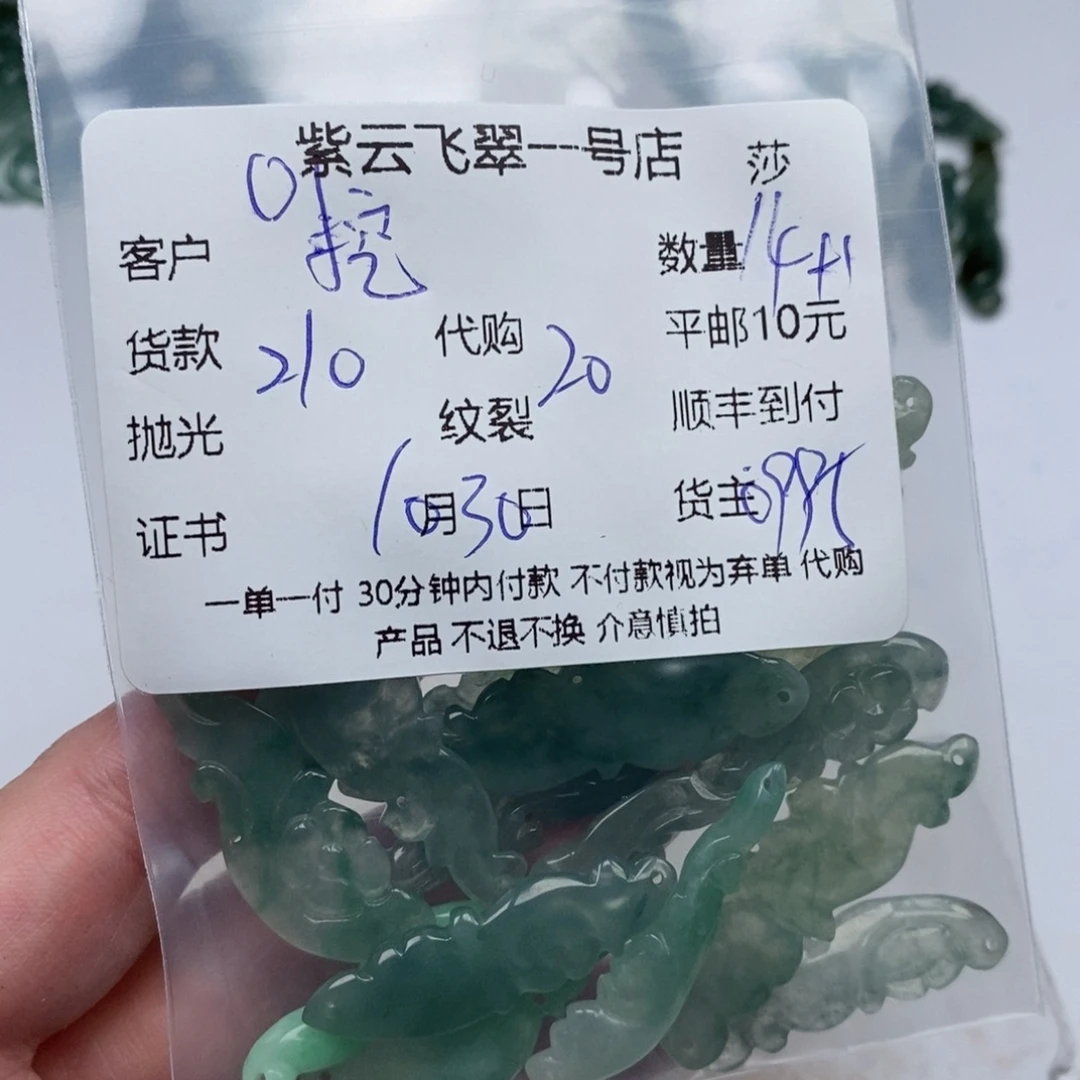 紫云飞翠一号店 莎
客户 01挖 数量 14+1
货款 210 代购 20 平邮10元
抛光 纹裂 顺丰到付
证书 10月30日 货主
一单一付 30分钟内付款 不付款视为弃单 代购
产品 不退不换 介意慎拍